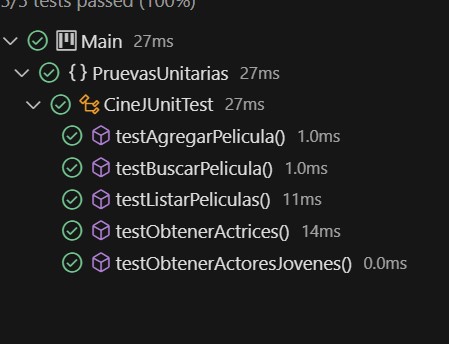 5/5 tests passed (100%)
Main 27ms
{} PruevasUnitarias 27ms
CineJUnitTest 27ms
testAgregarPelicula() 1.0ms
testBuscarPelicula() 1.0ms
testListarPeliculas() 11ms
testObtenerActrices() 14ms
testObtenerActoresJovenes() 0.0ms